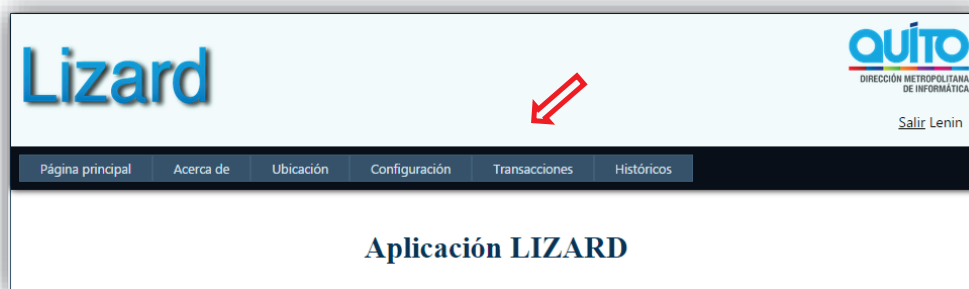 Lizard
QUITO
DIRECCIÓN METROPOLITANA
DE INFORMÁTICA
Salir Lenin
Página principal Acerca de Ubicación Configuración Transacciones Históricos
Aplicación LIZARD